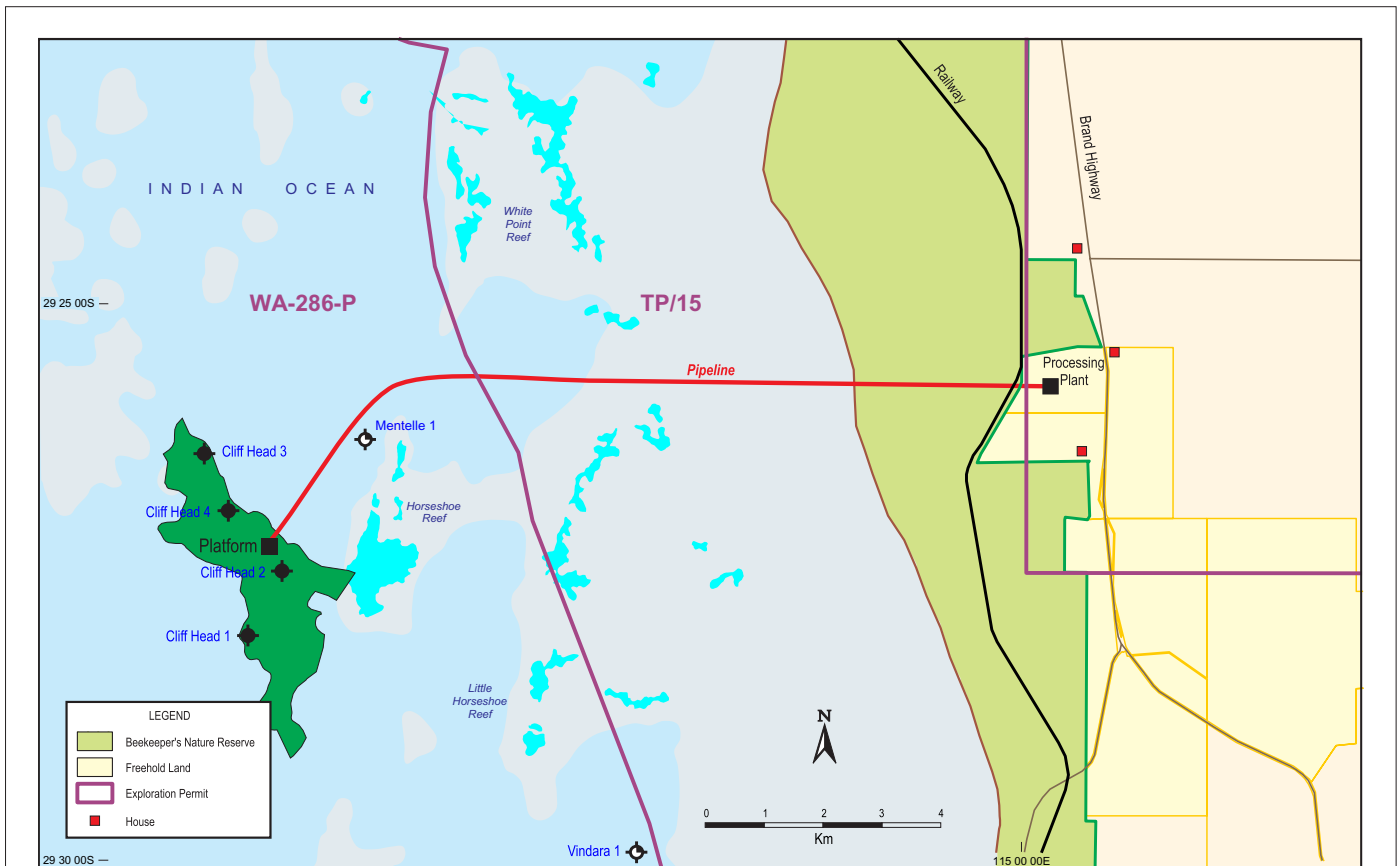 Railway
Brand Highway
INDIAN OCEAN
White
Point
Reef
29 25 00S
WA-286-P
TP/15
Processing
Plant
Pipeline
Mentelle 1
Cliff Head 3
Horseshoe
Reef
Cliff Head 4
Platform
Cliff Head 2
Cliff Head 1
Little
Horseshoe
Reef
LEGEND
Beekeeper's Nature Reserve
Freehold Land
Exploration Permit
House
N
0 1 2 3 4
Km
Vindara 1
29 30 00S
115 00 00E